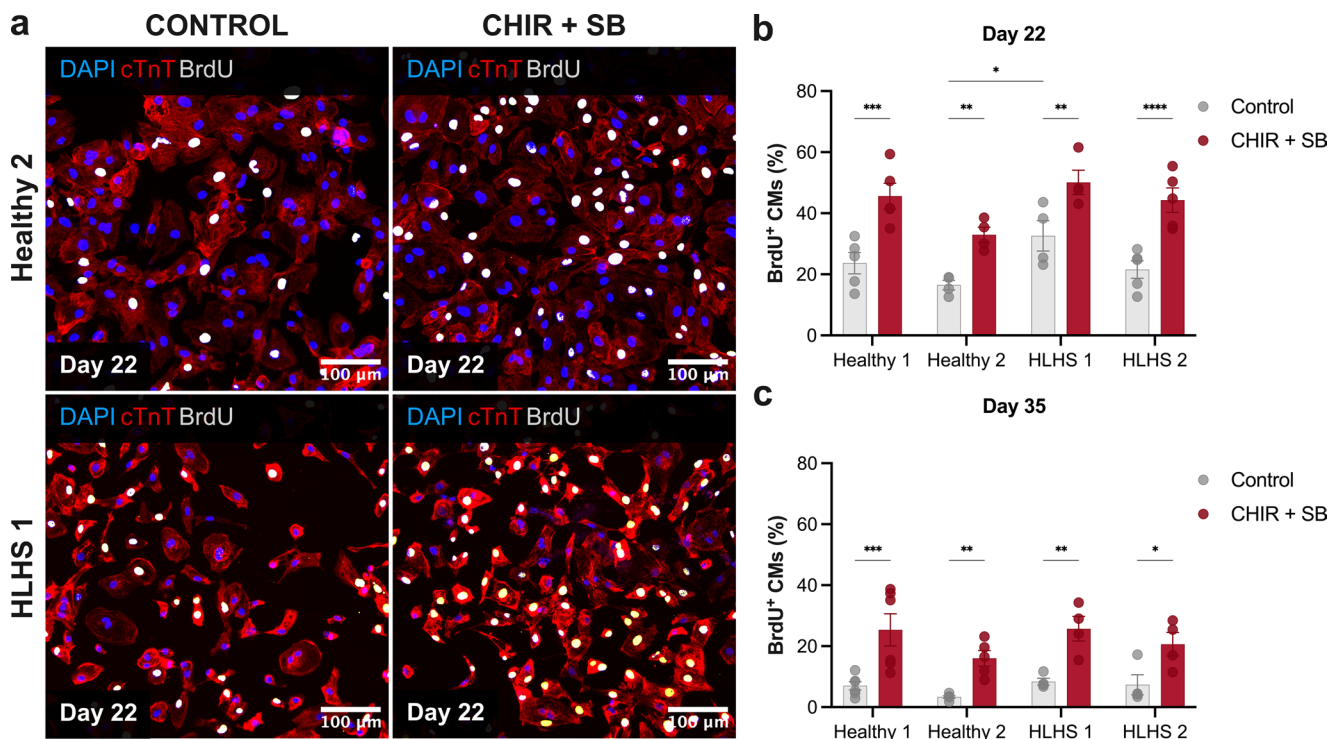 a
CONTROL
CHIR + SB
Healthy 2
DAPI cTnT BrdU
DAPI cTnT BrdU
Day 22
100 µm
Day 22
100 µm
HLHS 1
DAPI cTnT BrdU
DAPI cTnT BrdU
Day 22
100 µm
Day 22
100 µm
b
Day 22
BrdU⁺ CMs (%)
80
60
40
20
0
*
***
**
**
****
Healthy 1
Healthy 2
HLHS 1
HLHS 2
Control
CHIR + SB
c
Day 35
BrdU⁺ CMs (%)
80
60
40
20
0
***
**
**
*
Healthy 1
Healthy 2
HLHS 1
HLHS 2
Control
CHIR + SB